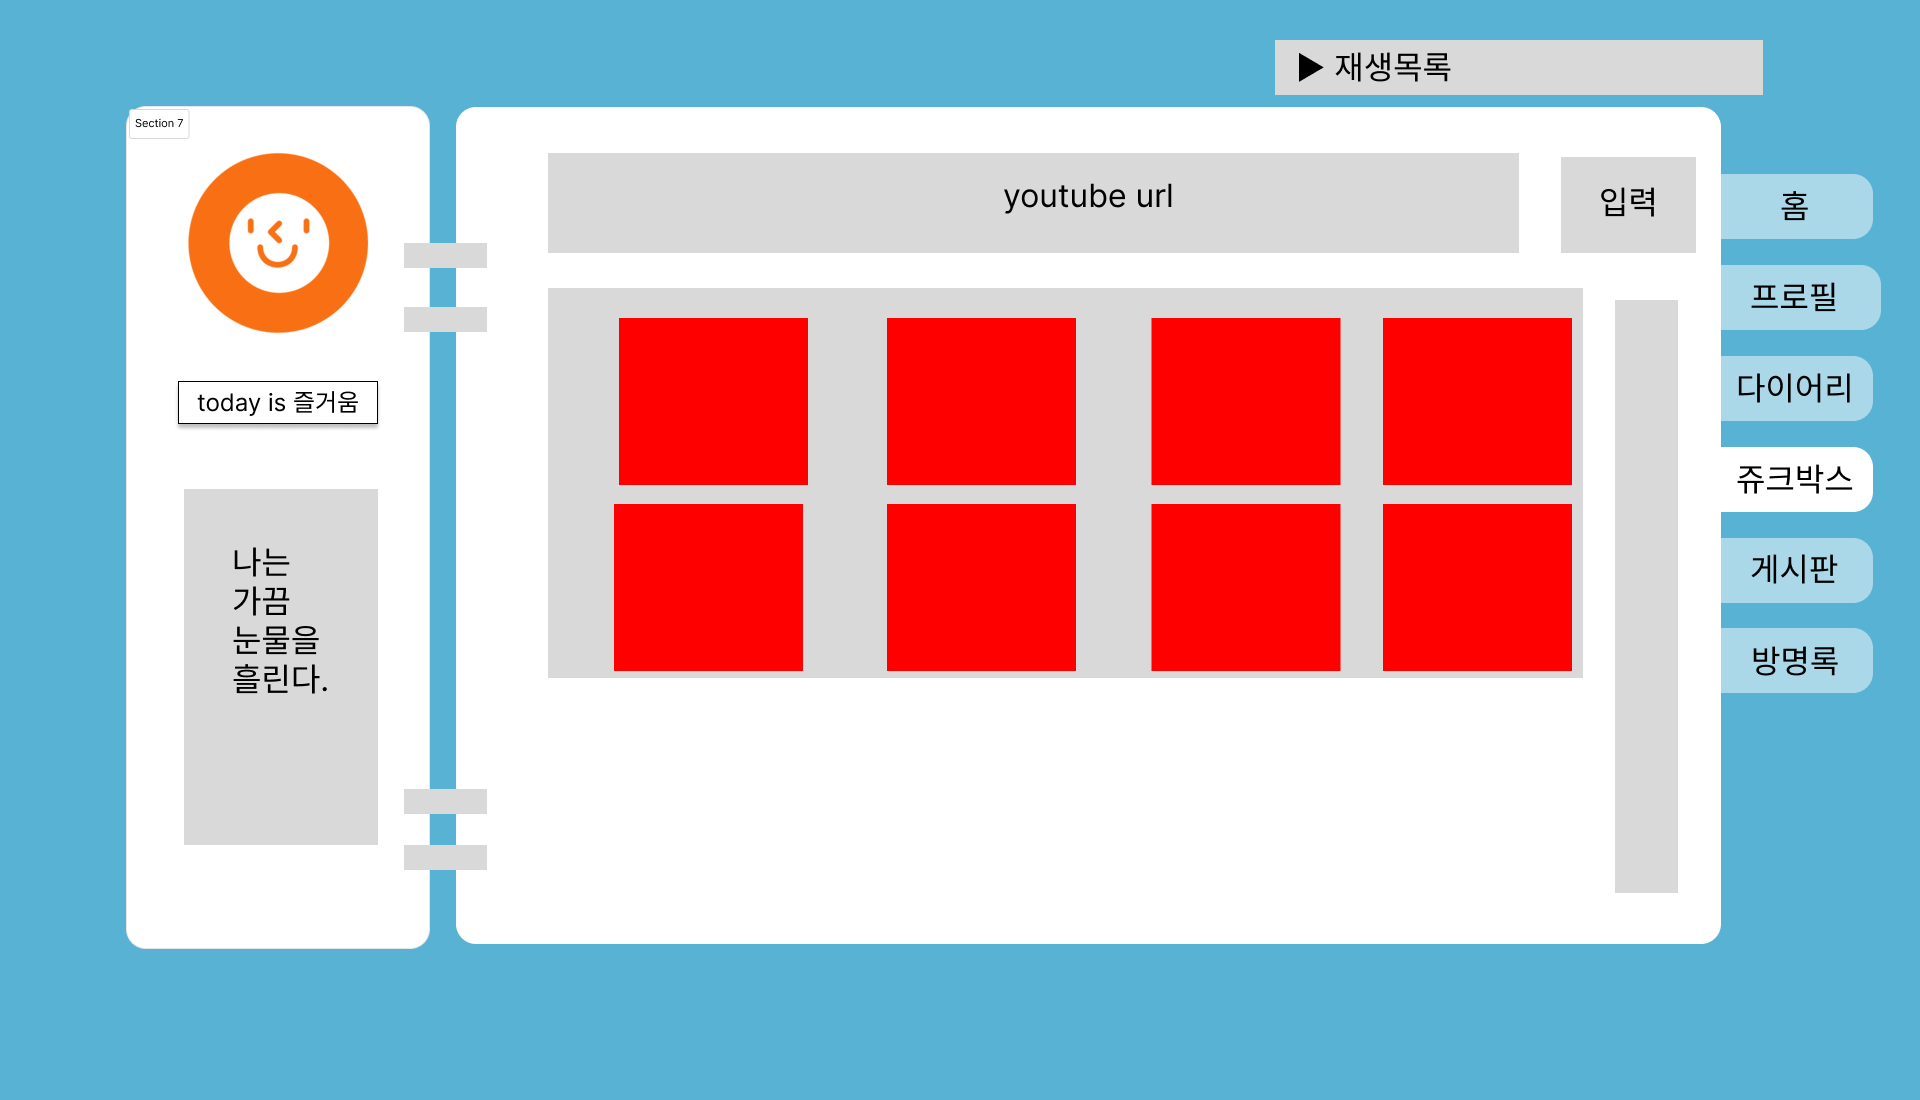 ▶ 재생목록
Section 7
today is 즐거움
나는
가끔
눈물을
흘린다.
youtube url
입력
홈
프로필
다이어리
쥬크박스
게시판
방명록